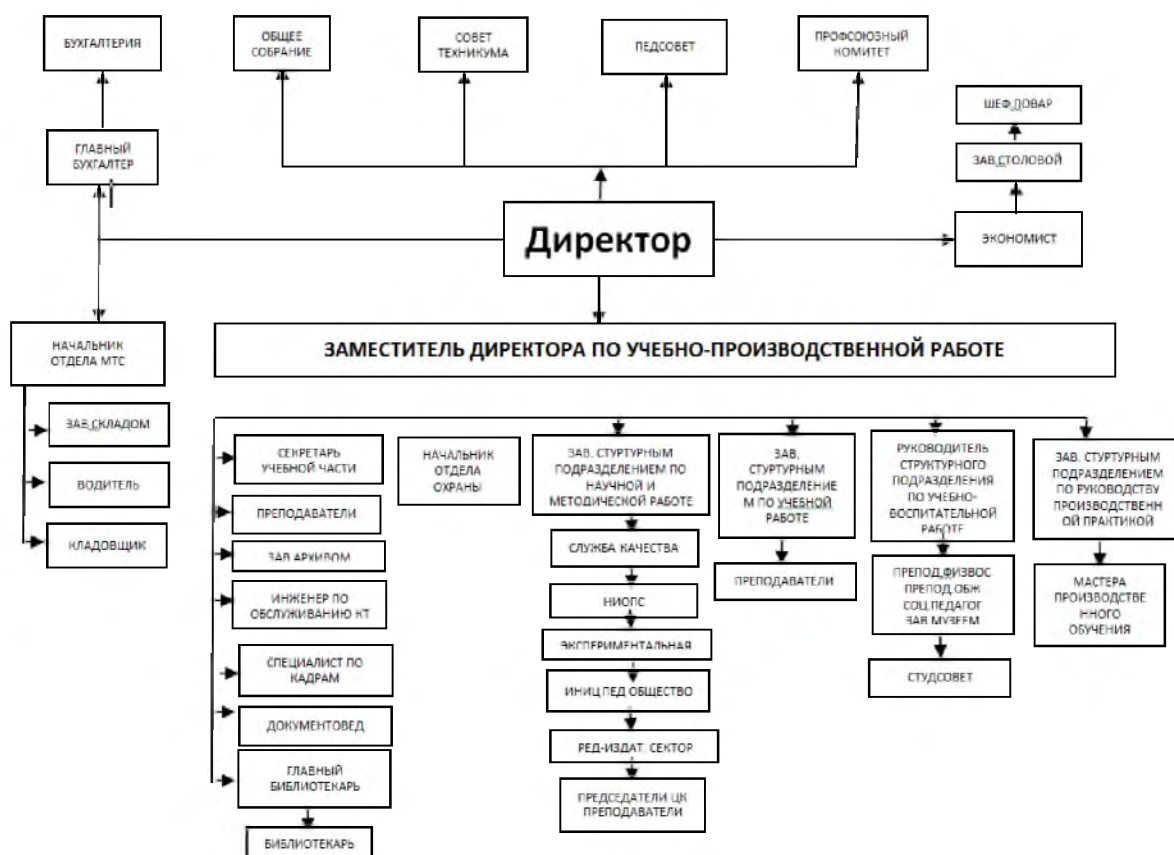 БУХГАЛТЕРИЯ
ОБЩЕЕ
СОБРАНИЕ
СОВЕТ
ТЕХНИКУМА
ПЕДСОВЕТ
ПРОФСОЮЗНЫЙ
КОМИТЕТ
ШЕФ.ПОВАР
ГЛАВНЫЙ
БУХГАЛТЕР
ЗАВ.СТОЛОВОЙ
Директор
ЭКОНОМИСТ
НАЧАЛЬНИК
ОТДЕЛА МТС
ЗАМЕСТИТЕЛЬ ДИРЕКТОРА ПО УЧЕБНО-ПРОИЗВОДСТВЕННОЙ РАБОТЕ
ЗАВ.СКЛАДОМ
ВОДИТЕЛЬ
КЛАДОВЩИК
СЕКРЕТАРЬ
УЧЕБНОЙ ЧАСТИ
ПРЕПОДАВАТЕЛИ
ЗАВ АРХИВОМ
ИНЖЕНЕР ПО
ОБСЛУЖИВАНИЮ КТ
СПЕЦИАЛИСТ ПО
КАДРАМ
ДОКУМЕНТОВЕД
ГЛАВНЫЙ
БИБЛИОТЕКАРЬ
БИБЛИОТЕКАРЬ
НАЧАЛЬНИК
ОТДЕЛА
ОХРАНЫ
ЗАВ. СТУРТУРНЫМ
ПОДРАЗДЕЛЕНИЕМ ПО
НАУЧНОЙ И
МЕТОДИЧЕСКОЙ РАБОТЕ
СЛУЖБА КАЧЕСТВА
НИОПС
ЭКСПЕРИМЕНТАЛЬНАЯ
ИНИЦ ПЕД ОБЩЕСТВО
РЕД-ИЗДАТ. СЕКТОР
ПРЕДСЕДАТЕЛИ ЦК
ПРЕПОДАВАТЕЛИ
ЗАВ.
СТУРТУРНЫМ
ПОДРАЗДЕЛЕНИЕ
М ПО УЧЕБНОЙ
РАБОТЕ
ПРЕПОДАВАТЕЛИ
РУКОВОДИТЕЛЬ
СТРУКТУРНОГО
ПОДРАЗДЕЛЕНИЯ
ПО УЧЕБНО-
ВОСПИТАТЕЛЬНОЙ
РАБОТЕ
ПРЕПОД.ФИЗВОС
ПРЕПОД.ОБЖ
СОЦ.ПЕДАГОГ
ЗАВ.МУЗЕЕМ
СТУДСОВЕТ
ЗАВ. СТУРТУРНЫМ
ПОДРАЗДЕЛЕНИЕМ
ПО РУКОВОДСТВУ
ПРОИЗВОДСТВЕНН
ОЙ ПРАКТИКОЙ
МАСТЕРА
ПРОИЗВОДСТВЕ
ННОГО
ОБУЧЕНИЯ